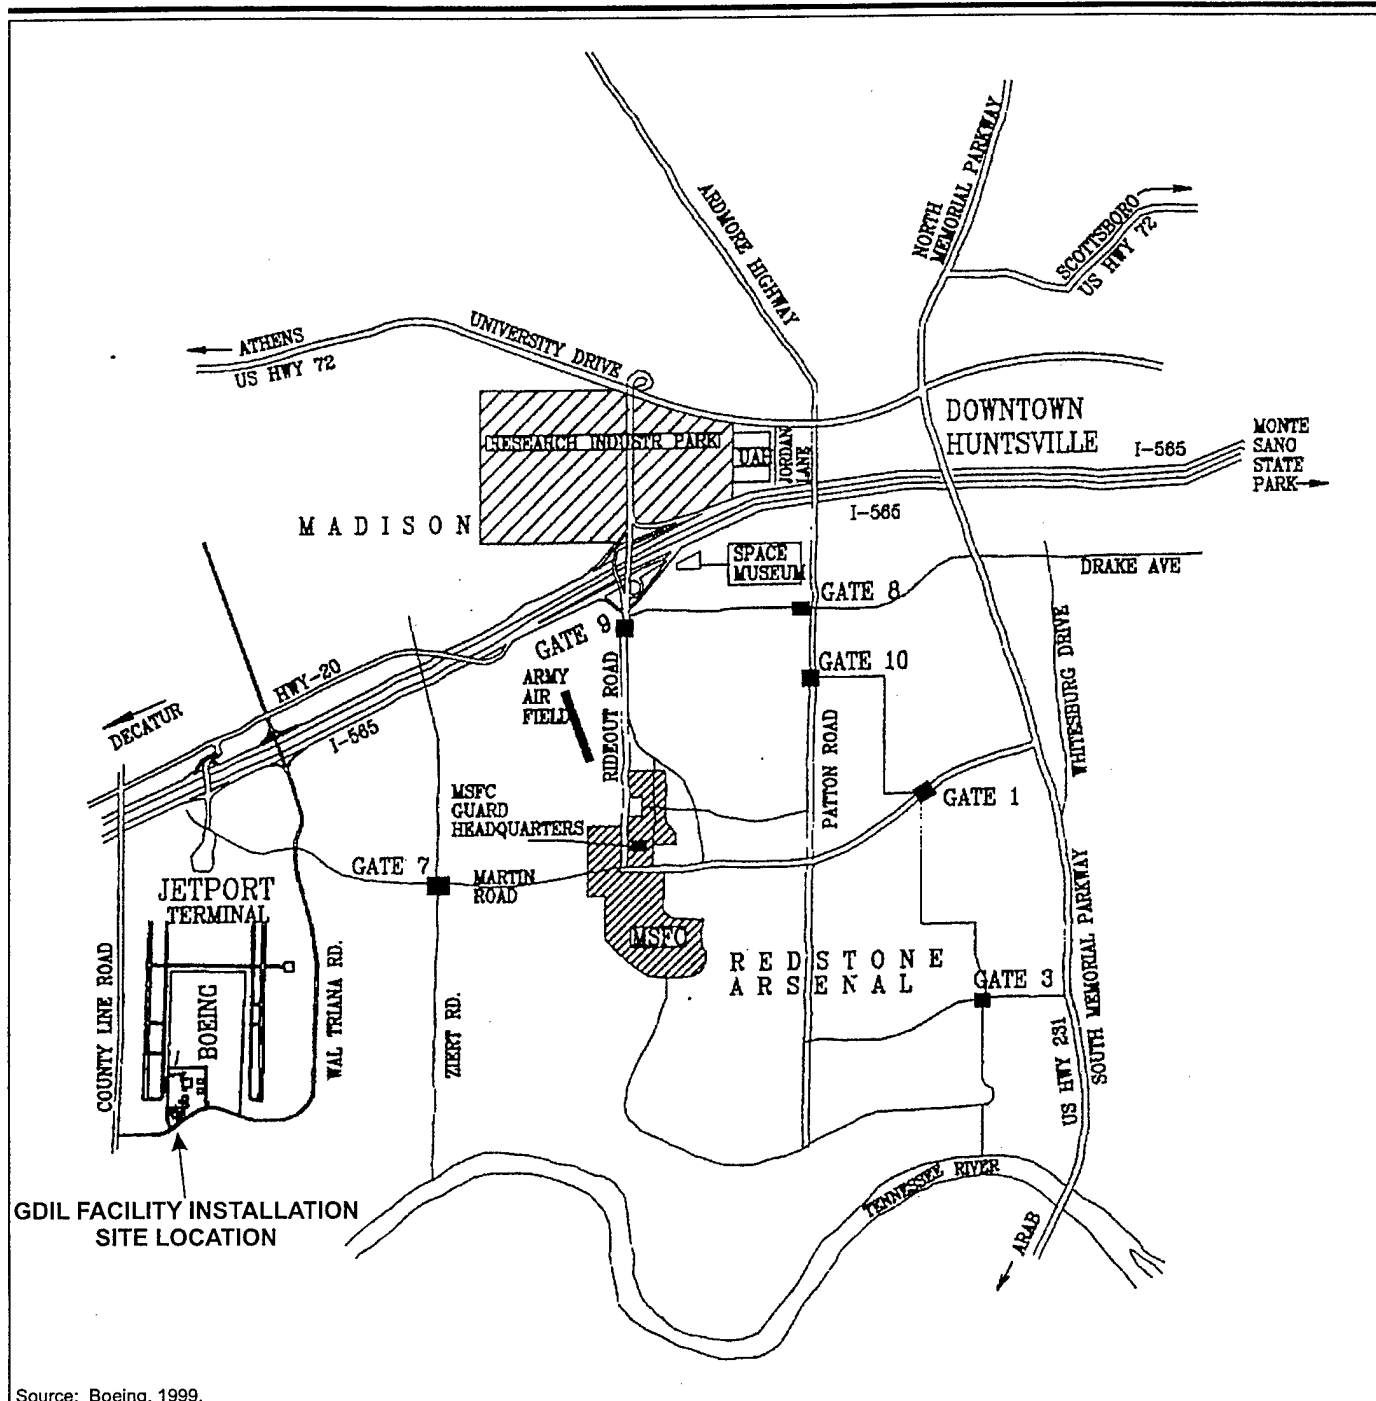 ARDMORE HIGHWAY
NORTH
MEMORIAL PARKWAY
SCOTTSBORO
US HWY 72
ATHENS
US HWY 72
UNIVERSITY DRIVE
RESEARCH INDUSTR PARK
UAH
JORDAN
LANE
DOWNTOWN
HUNTSVILLE
I-565
MONTE
SANO
STATE
PARK
I-565
MADISON
SPACE
MUSEUM
DRAKE AVE
GATE 8
GATE 9
GATE 10
WHITESBURG DRIVE
HWY-20
DECATUR
I-565
ARMY
AIR
FIELD
RIDEOUT ROAD
PATTON ROAD
MSFC
GUARD
HEADQUARTERS
GATE 1
GATE 7
MARTIN
ROAD
JETPORT
TERMINAL
MSFC
REDSTONE
ARSENAL
GATE 3
COUNTY LINE ROAD
BOEING
WAL TRIANA RD.
ZIERT RD.
US HWY 231
SOUTH MEMORIAL PARKWAY
TENNESSEE RIVER
ARAB
GDIL FACILITY INSTALLATION
SITE LOCATION
Source: Boeing, 1999.